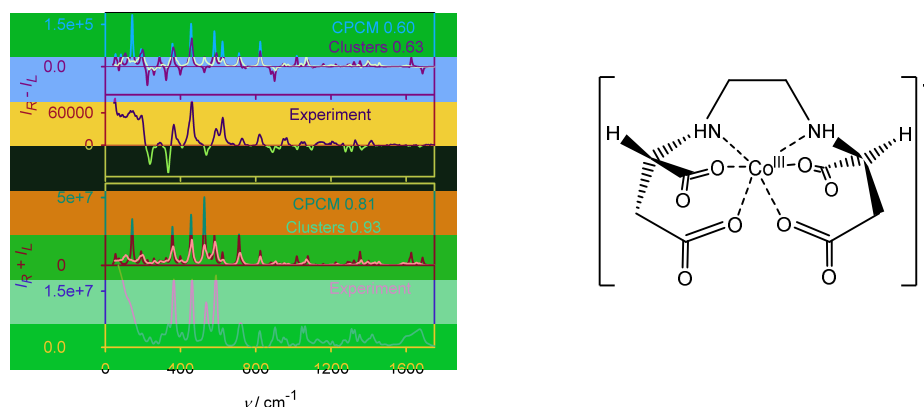 1.5e+5
CPCM 0.60
Clusters 0.63
0.0
I_R - I_L
60000
Experiment
0
5e+7
CPCM 0.81
Clusters 0.93
I_R + I_L
0
1.5e+7
Experiment
0.0
0 400 800 1200 1600
ν / cm⁻¹
H HN NH H
Co^III
O O
O O
O O
O O